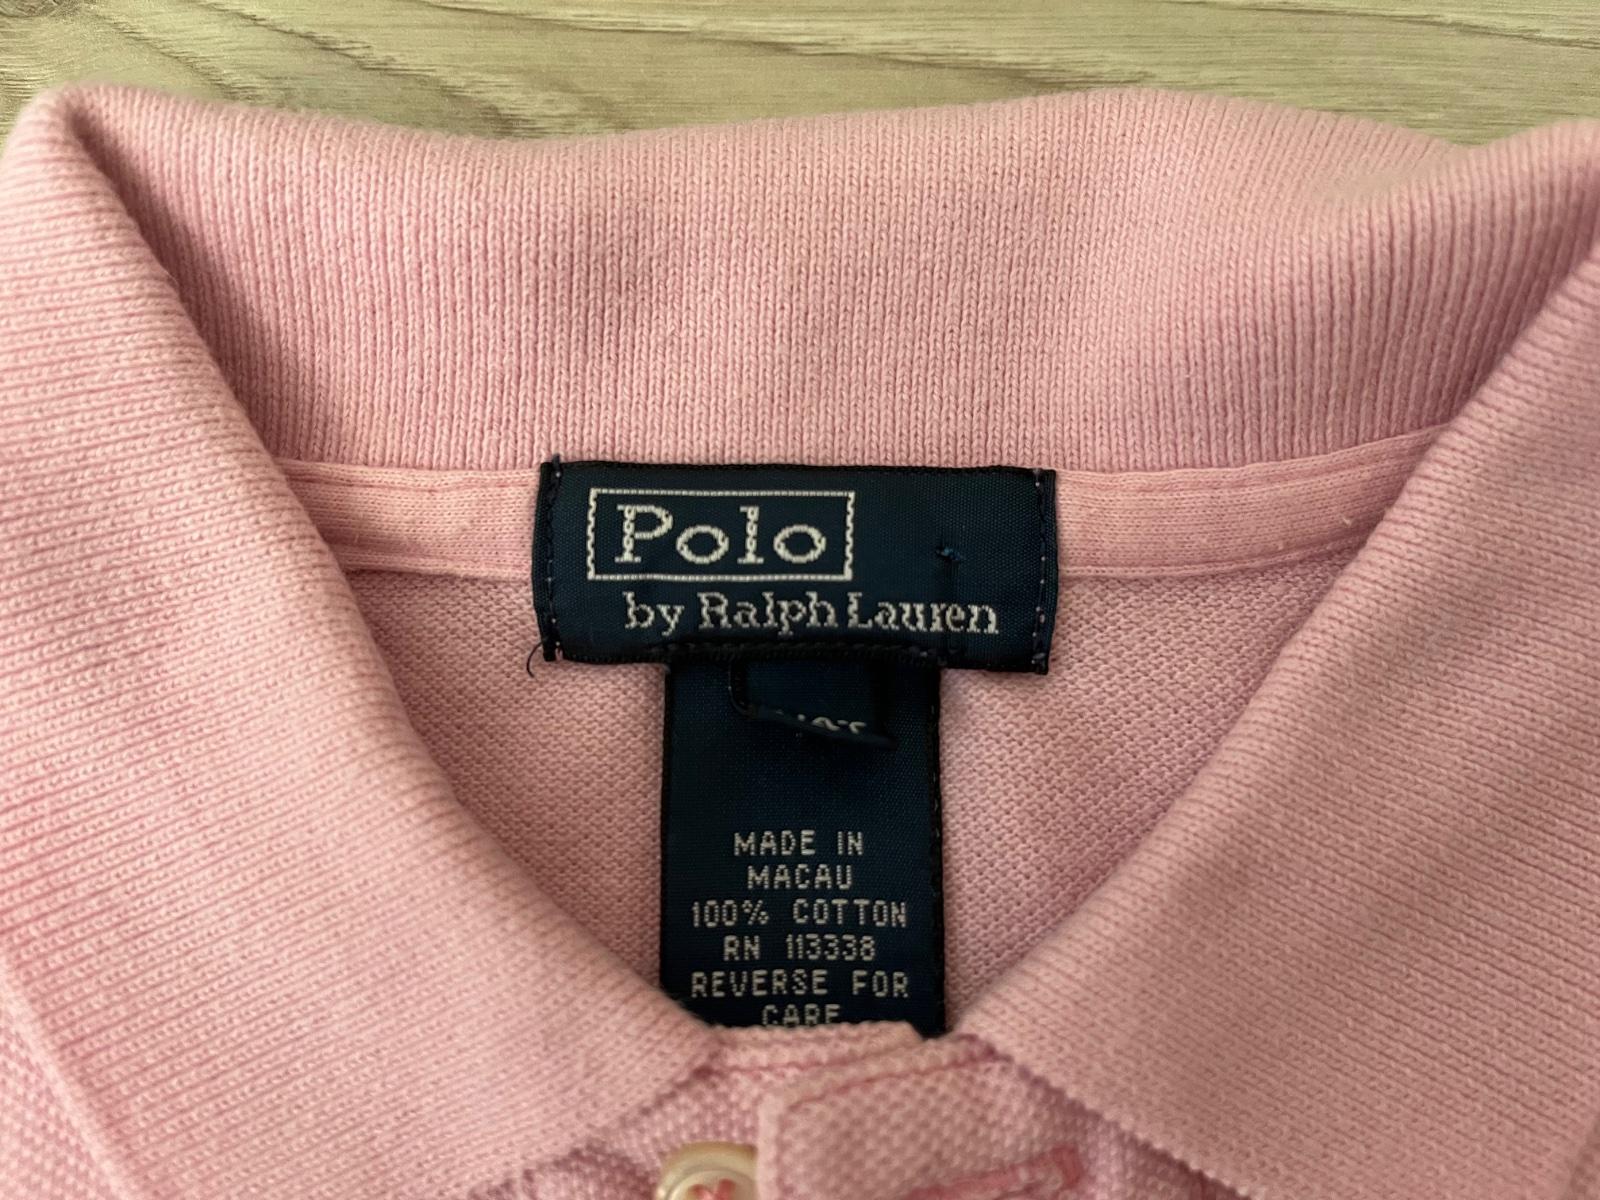 Polo
by Ralph Lauren
MADE IN
MACAU
100% COTTON
RN 113338
REVERSE FOR
CARE